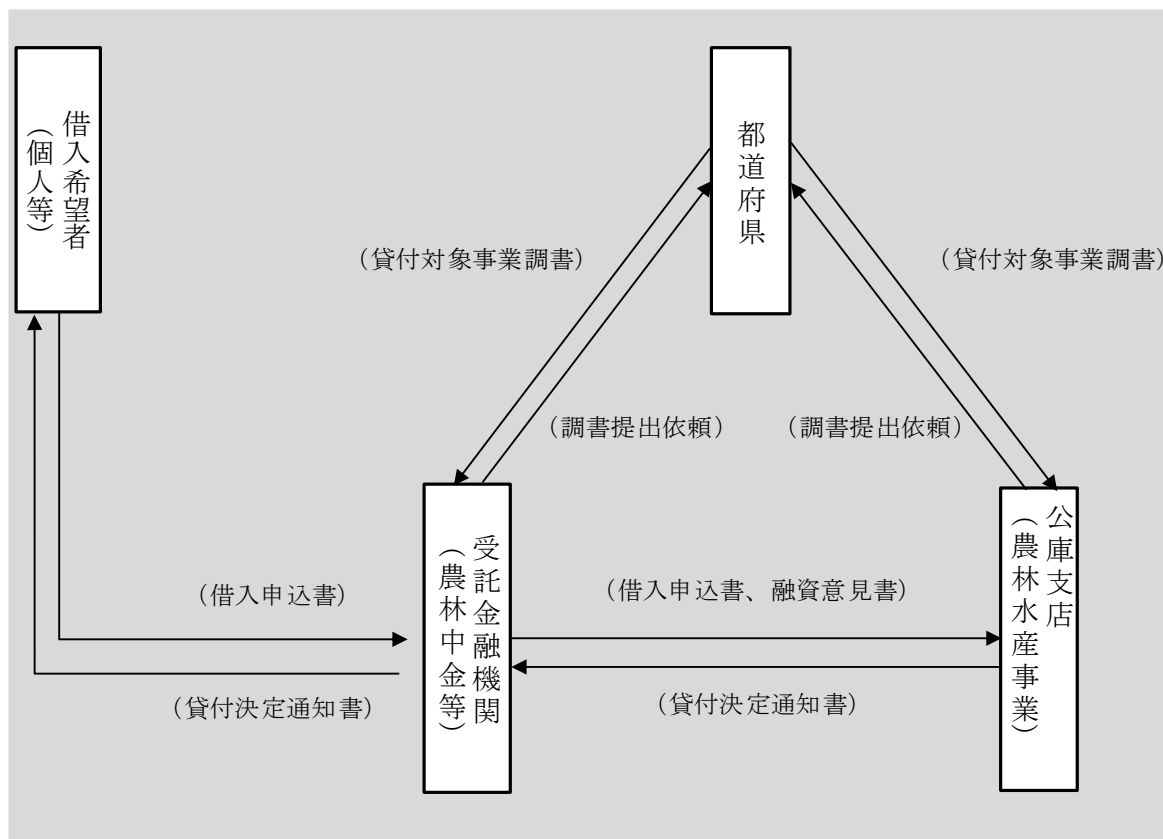 借入希望者
（個人等）
都道府県
（貸付対象事業調書）
（貸付対象事業調書）
（調書提出依頼）
（調書提出依頼）
受託金融機関
（農林中金等）
公庫支店
（農林水産事業）
（借入申込書）
（借入申込書、融資意見書）
（貸付決定通知書）
（貸付決定通知書）